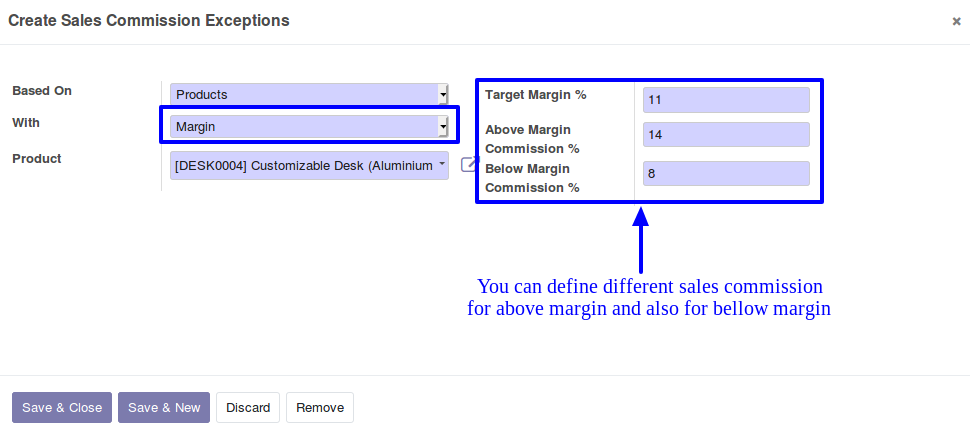 Create Sales Commission Exceptions ×
Based On Products
With Margin
Product [DESK0004] Customizable Desk (Aluminium
Target Margin % 11
Above Margin
Commission % 14
Below Margin
Commission % 8
You can define different sales commission
for above margin and also for bellow margin
Save & Close Save & New Discard Remove